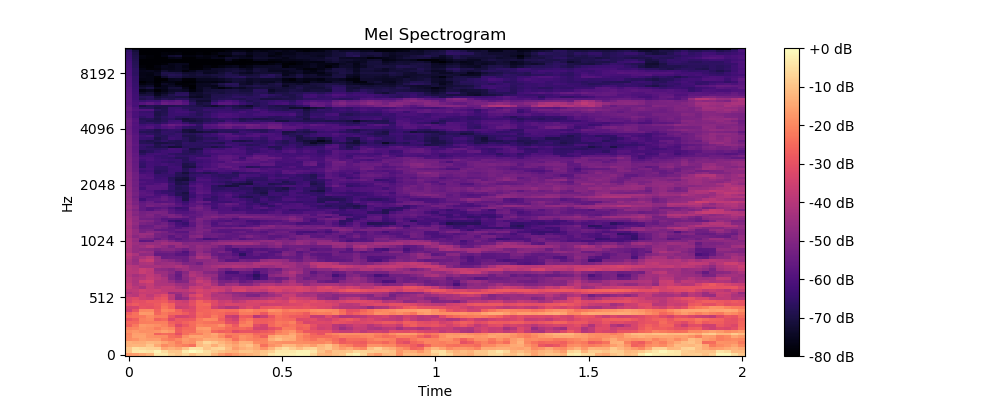 Mel Spectrogram
Hz
8192
4096
2048
1024
512
0
0
0.5
1
1.5
2
Time
+0 dB
-10 dB
-20 dB
-30 dB
-40 dB
-50 dB
-60 dB
-70 dB
-80 dB